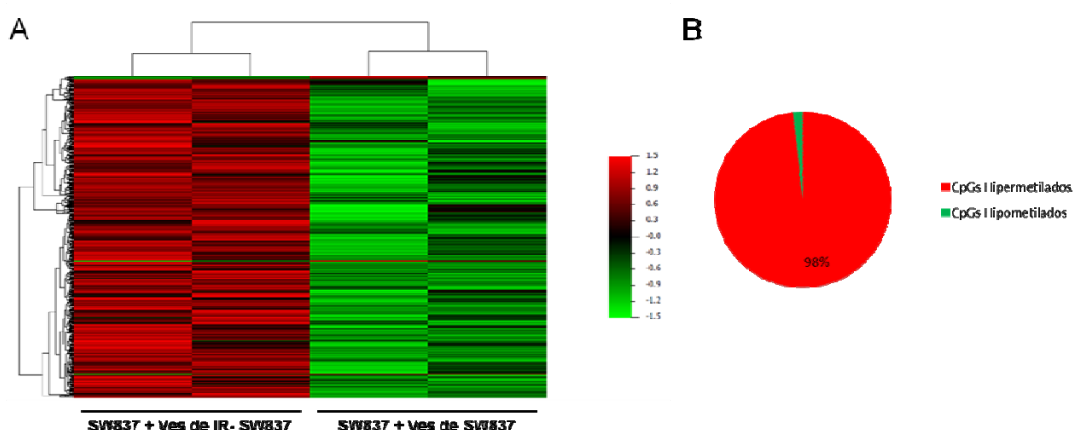 A
B
1.5
1.2
0.9
0.6
0.3
-0.0
-0.3
-0.6
-0.9
-1.2
-1.5
CpGs Hipermetilados
CpGs Hipometilados
98%
SW837 + Ves de IR- SW837
SW837 + Ves de SW837